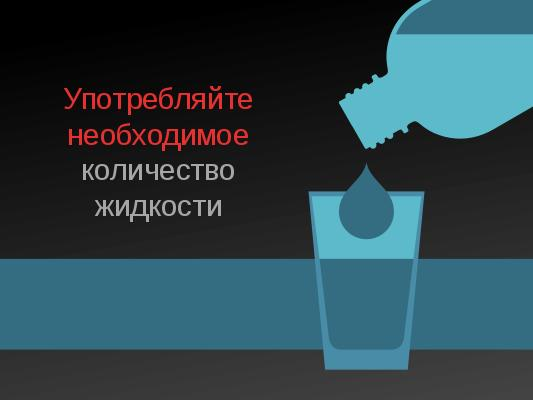 Употребляйте
необходимое
количество
жидкости